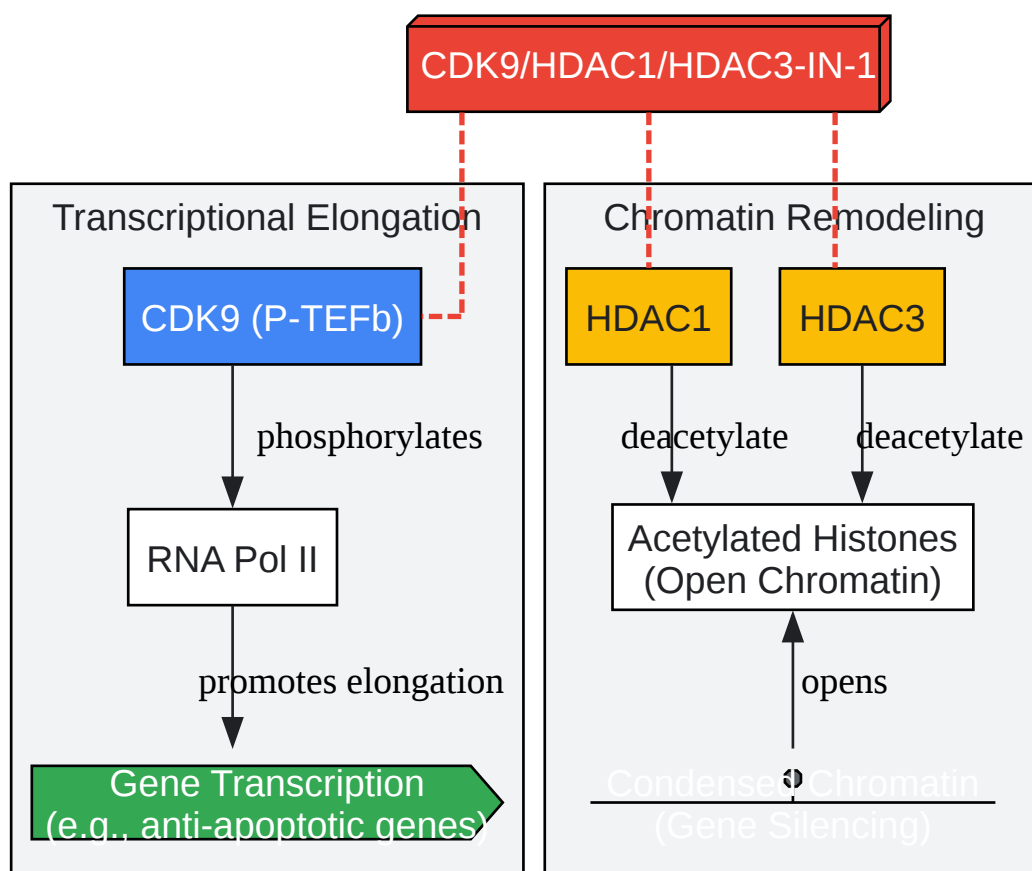 CDK9/HDAC1/HDAC3-IN-1
Transcriptional Elongation
CDK9 (P-TEFb)
phosphorylates
RNA Pol II
promotes elongation
Gene Transcription
(e.g., anti-apoptotic genes)
Chromatin Remodeling
HDAC1
HDAC3
deacetylate
deacetylate
Acetylated Histones
(Open Chromatin)
opens
Condensed Chromatin
(Gene Silencing)